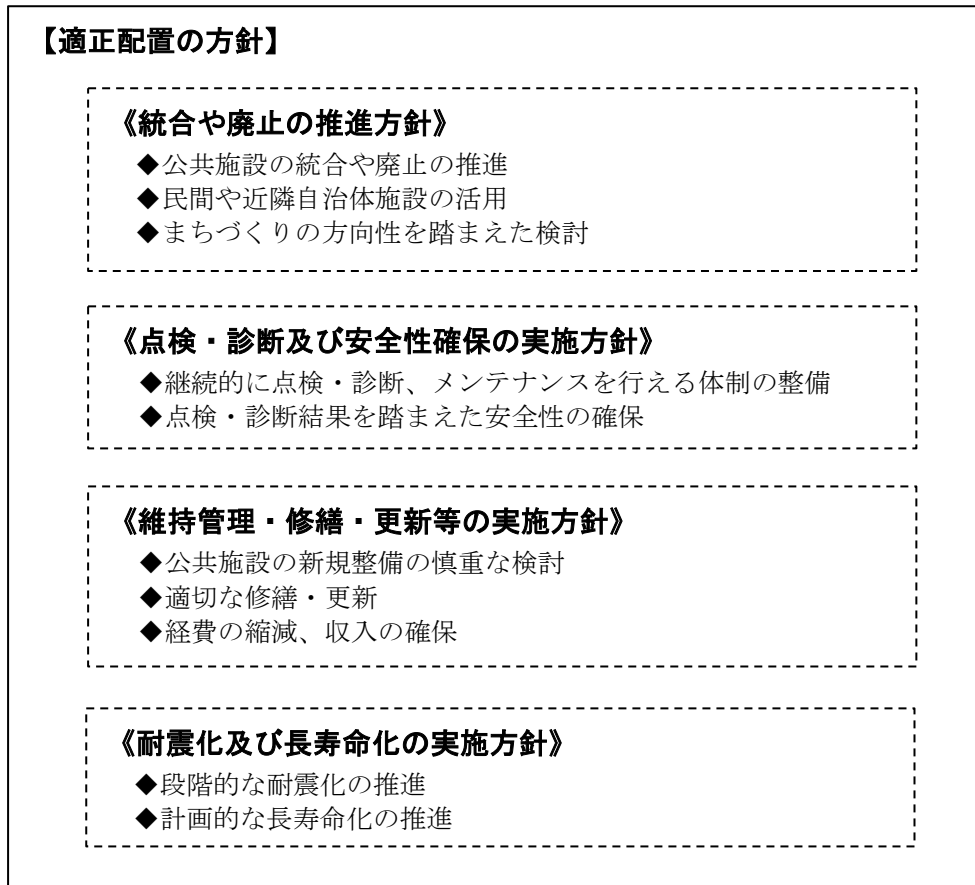 【適正配置の方針】
《統合や廃止の推進方針》
◆公共施設の統合や廃止の推進
◆民間や近隣自治体施設の活用
◆まちづくりの方向性を踏まえた検討
《点検・診断及び安全性確保の実施方針》
◆継続的に点検・診断、メンテナンスを行える体制の整備
◆点検・診断結果を踏まえた安全性の確保
《維持管理・修繕・更新等の実施方針》
◆公共施設の新規整備の慎重な検討
◆適切な修繕・更新
◆経費の縮減、収入の確保
《耐震化及び長寿命化の実施方針》
◆段階的な耐震化の推進
◆計画的な長寿命化の推進